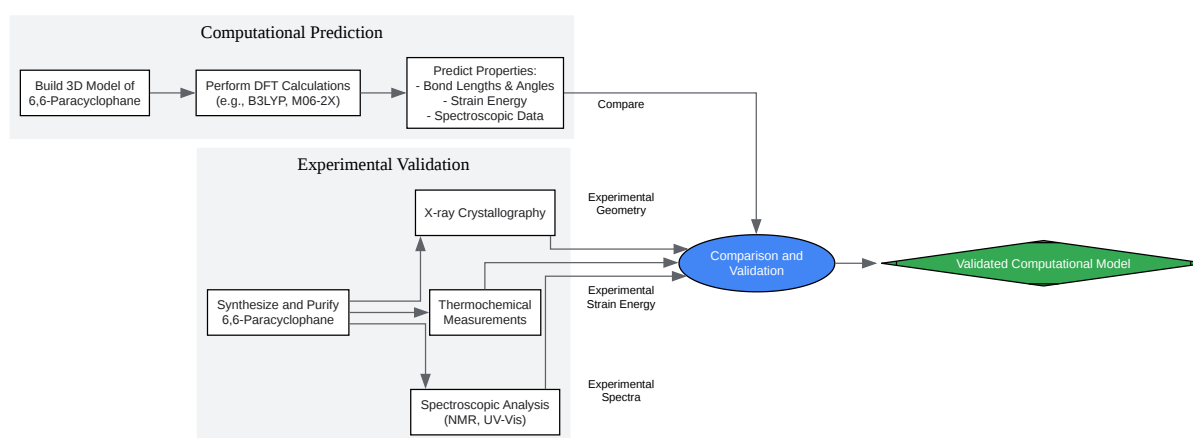 Computational Prediction
Build 3D Model of
6,6-Paracyclophane
Perform DFT Calculations
(e.g., B3LYP, M06-2X)
Predict Properties:
- Bond Lengths & Angles
- Strain Energy
- Spectroscopic Data
Compare
Experimental Validation
X-ray Crystallography
Experimental
Geometry
Synthesize and Purify
6,6-Paracyclophane
Thermochemical
Measurements
Experimental
Strain Energy
Comparison and
Validation
Validated Computational Model
Spectroscopic Analysis
(NMR, UV-Vis)
Experimental
Spectra